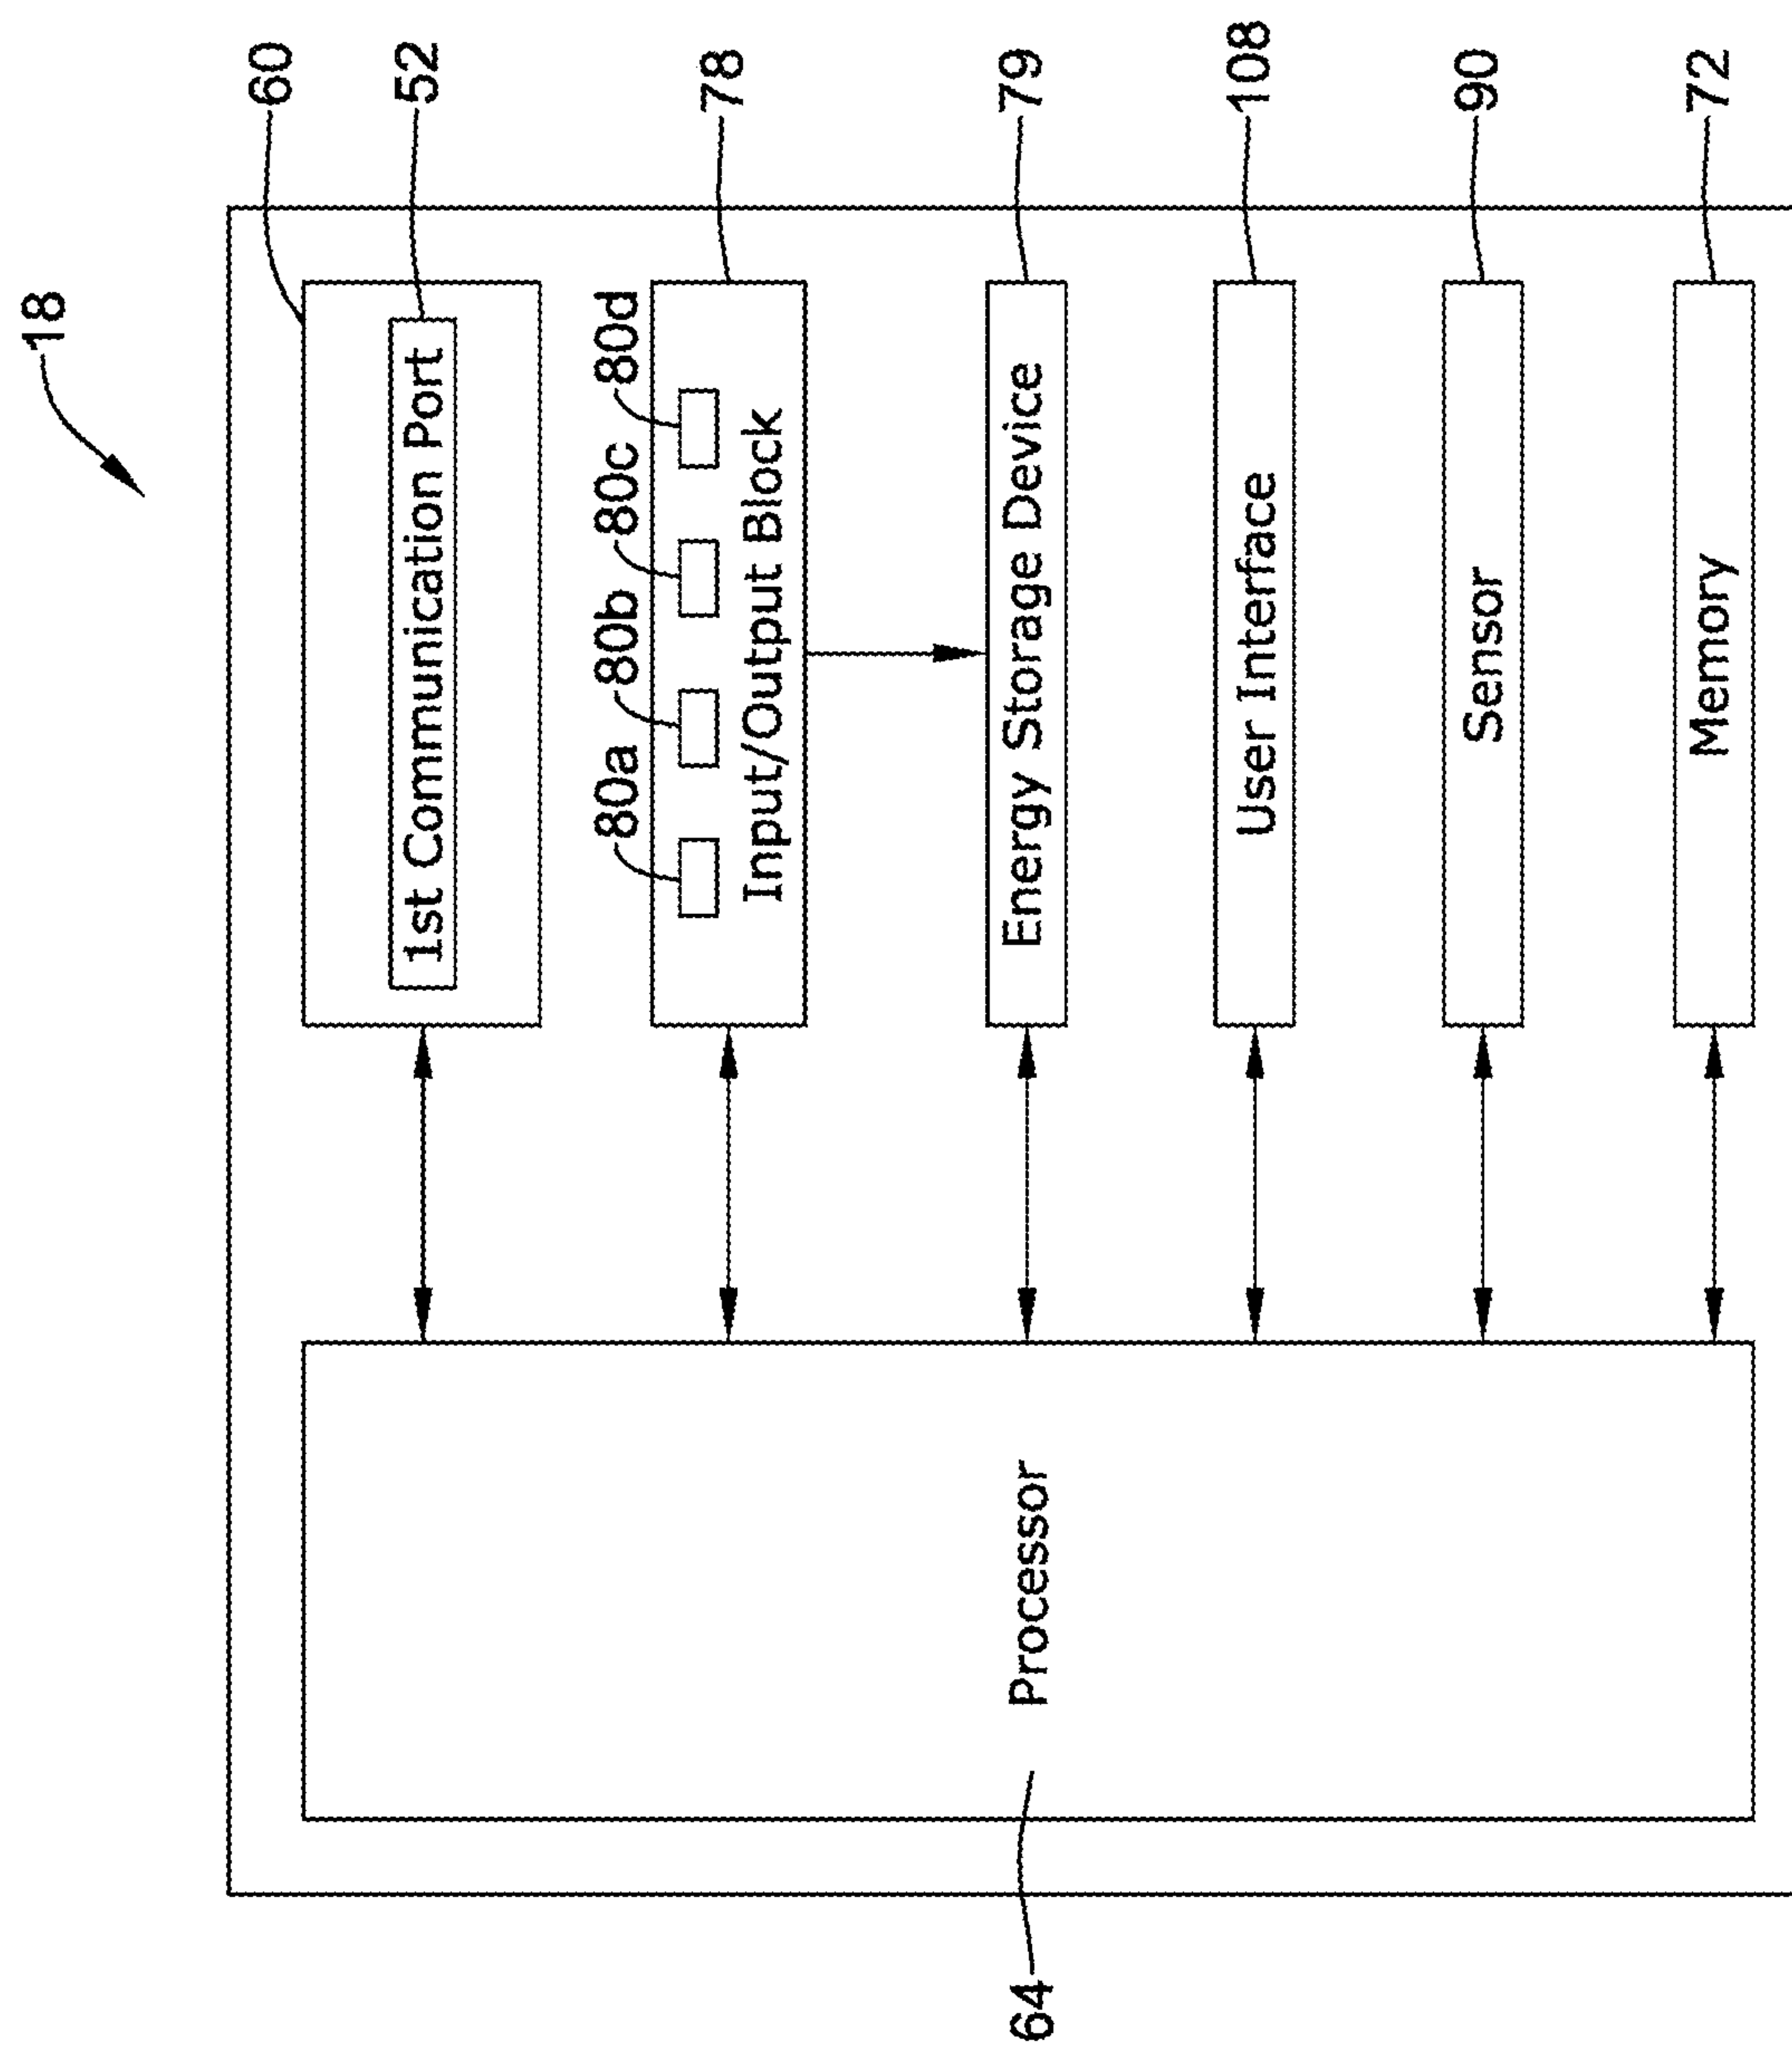 18
60
1st Communication Port
52
80a
80b
80c
80d
Input/Output Block
78
Energy Storage Device
79
User Interface
108
Sensor
90
Memory
72
Processor
64